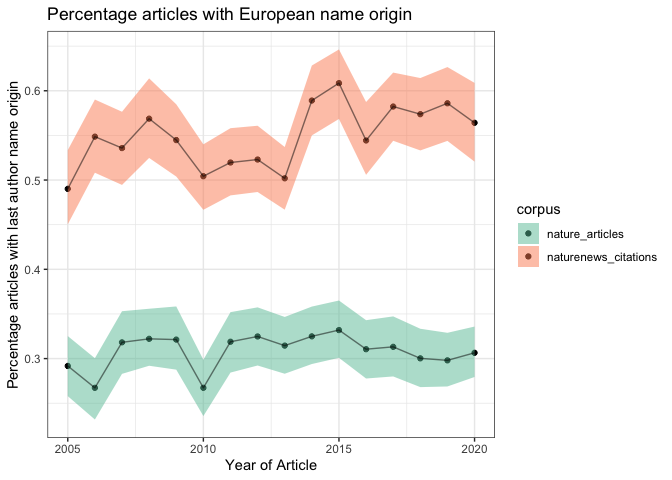 Percentage articles with European name origin
Percentage articles with last author name origin
0.6
0.5
0.4
0.3
2005
2010
2015
2020
Year of Article
corpus
nature_articles
naturenews_citations